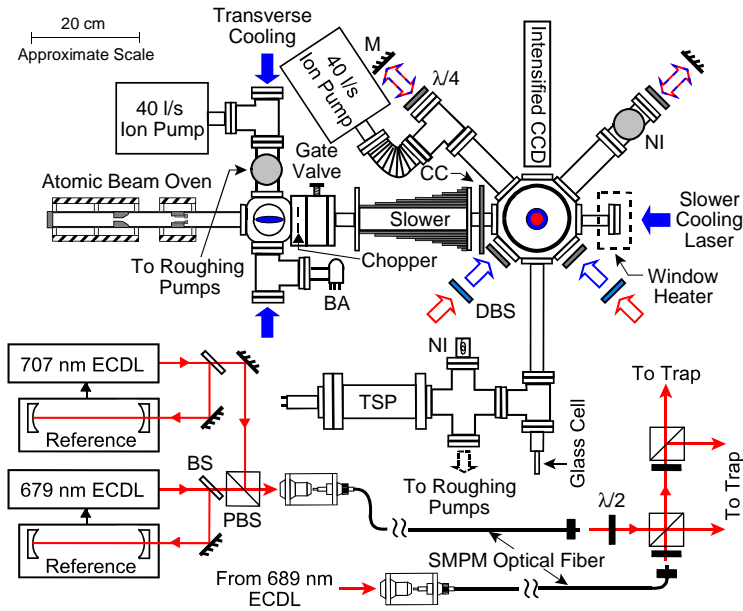 20 cm
Approximate Scale
Transverse
Cooling
M
λ/4
40 l/s
Ion Pump
40 l/s
Ion Pump
Intensified CCD
NI
Gate
Valve
CC
Atomic Beam Oven
Slower
Slower
Cooling
Laser
To Roughing
Pumps
Chopper
BA
DBS
Window
Heater
707 nm ECDL
Reference
NI
TSP
Glass Cell
To Trap
To Trap
BS
679 nm ECDL
PBS
Reference
To Roughing
Pumps
λ/2
SMPM Optical Fiber
From 689 nm
ECDL